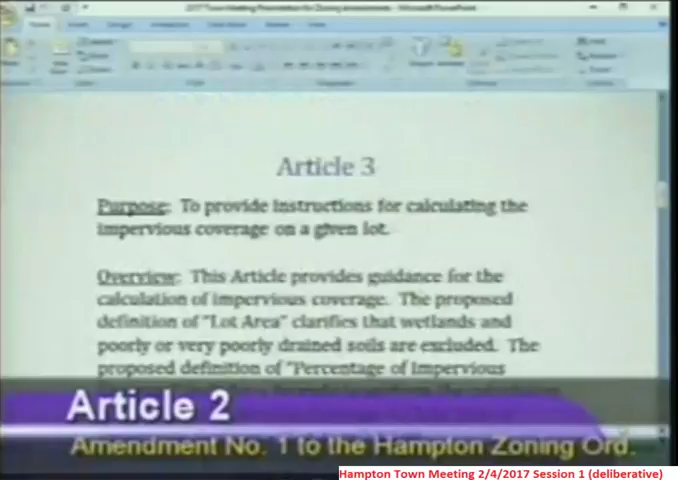 2017 Town Meeting Presentation for Zoning Amendments - Microsoft PowerPoint
Article 3
Purpose: To provide instructions for calculating the
impervious coverage on a given lot.
Overview: This Article provides guidance for the
calculation of impervious coverage. The proposed
definition of "Lot Area" clarifies that wetlands and
poorly or very poorly drained soils are excluded. The
proposed definition of "Percentage of Impervious
Article 2
Amendment No. 1 to the Hampton Zoning Ord.
Hampton Town Meeting 2/4/2017 Session 1 (deliberative)